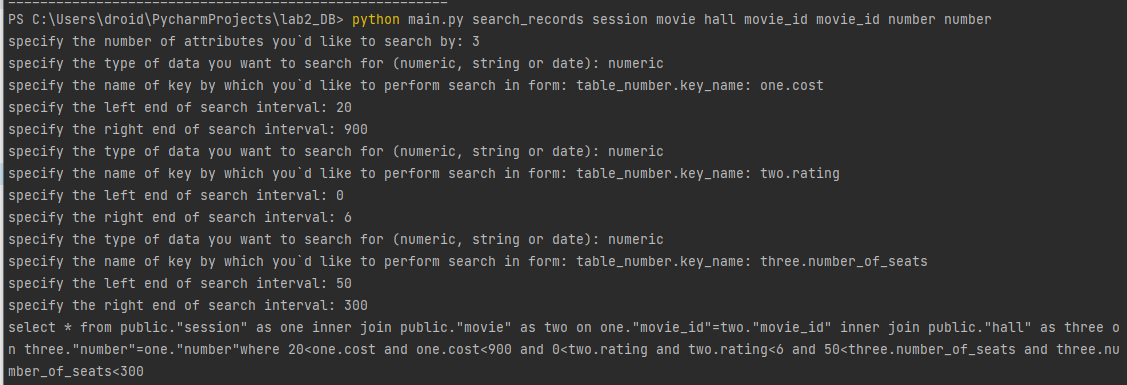 PS C:\Users\droid\PycharmProjects\lab2_DB> python main.py search_records session movie hall movie_id movie_id number number
specify the number of attributes you`d like to search by: 3
specify the type of data you want to search for (numeric, string or date): numeric
specify the name of key by which you`d like to perform search in form: table_number.key_name: one.cost
specify the left end of search interval: 20
specify the right end of search interval: 900
specify the type of data you want to search for (numeric, string or date): numeric
specify the name of key by which you`d like to perform search in form: table_number.key_name: two.rating
specify the left end of search interval: 0
specify the right end of search interval: 6
specify the type of data you want to search for (numeric, string or date): numeric
specify the name of key by which you`d like to perform search in form: table_number.key_name: three.number_of_seats
specify the left end of search interval: 50
specify the right end of search interval: 300
select * from public."session" as one inner join public."movie" as two on one."movie_id"=two."movie_id" inner join public."hall" as three o
n three."number"=one."number"where 20<one.cost and one.cost<900 and 0<two.rating and two.rating<6 and 50<three.number_of_seats and three.nu
mber_of_seats<300